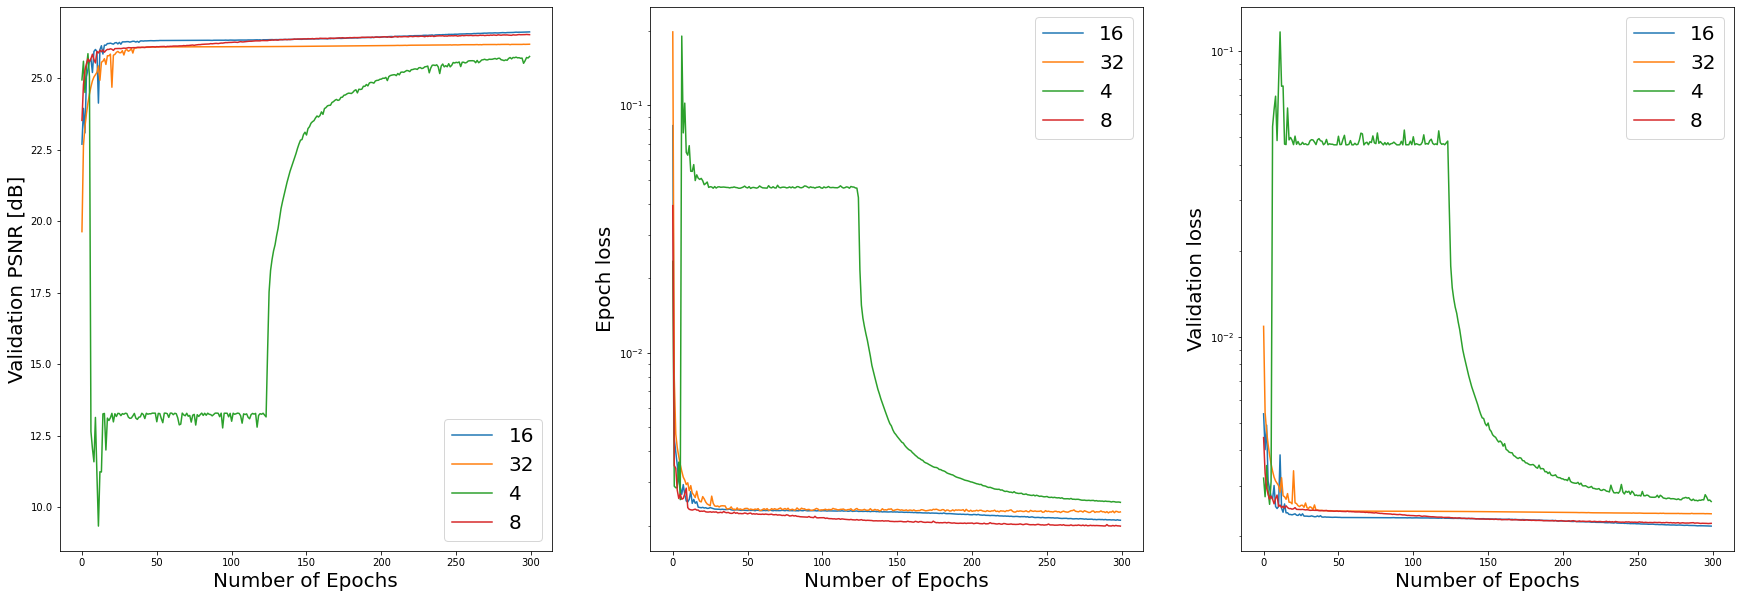 Validation PSNR [dB]
25.0
22.5
20.0
17.5
15.0
12.5
10.0
0 50 100 150 200 250 300
Number of Epochs
16
32
4
8
Epoch loss
10⁻¹
10⁻²
0 50 100 150 200 250 300
Number of Epochs
16
32
4
8
Validation loss
10⁻¹
10⁻²
0 50 100 150 200 250 300
Number of Epochs
16
32
4
8